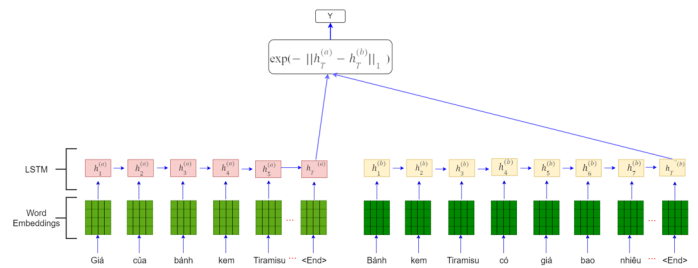 Y
exp(− ||h_T^(a) − h_T^(b)||_1 )
LSTM
h_1^(a) h_2^(a) h_3^(a) h_4^(a) h_5^(a) h_T^(a) h_1^(b) h_2^(b) h_3^(b) h_4^(b) h_5^(b) h_6^(b) h_7^(b) h_T^(b)
Word
Embeddings
... ...
Giá của bánh kem Tiramisu ... <End> Bánh kem Tiramisu có giá bao nhiêu ... <End>